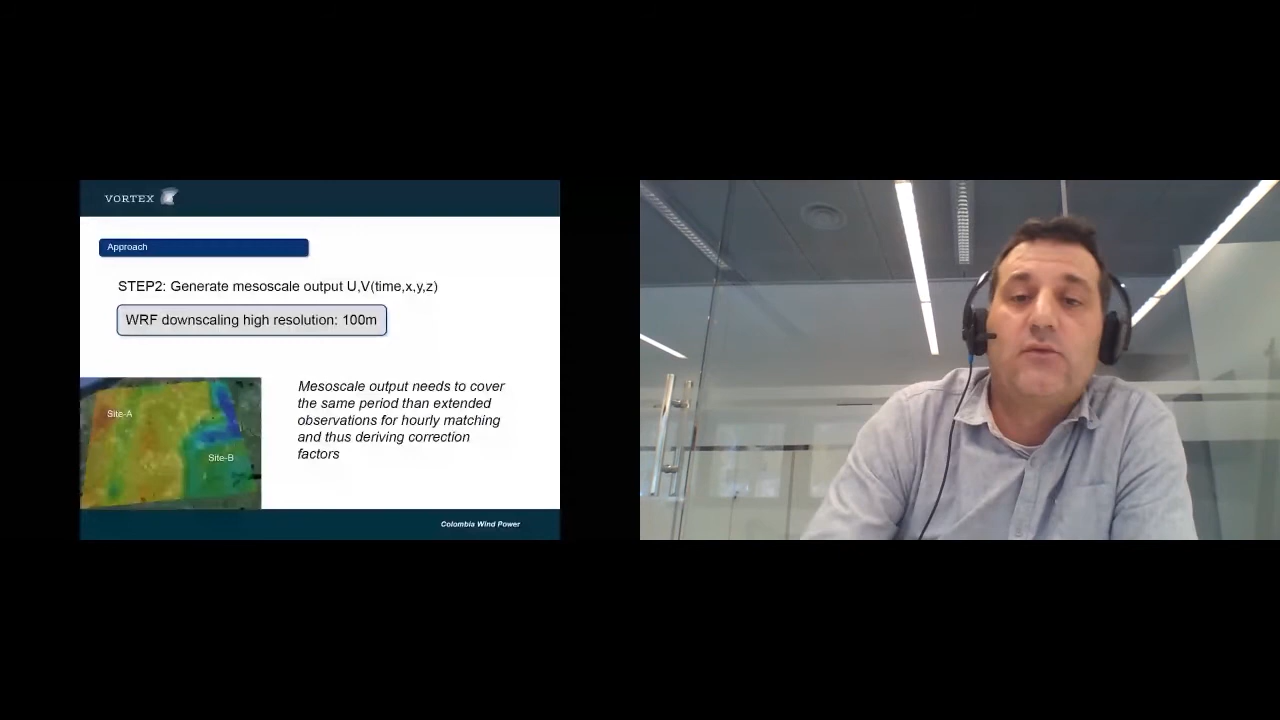 VORTEX
Approach
STEP2: Generate mesoscale output U,V(time,x,y,z)
WRF downscaling high resolution: 100m
Site-A
Site-B
Mesoscale output needs to cover
the same period than extended
observations for hourly matching
and thus deriving correction
factors
Colombia Wind Power